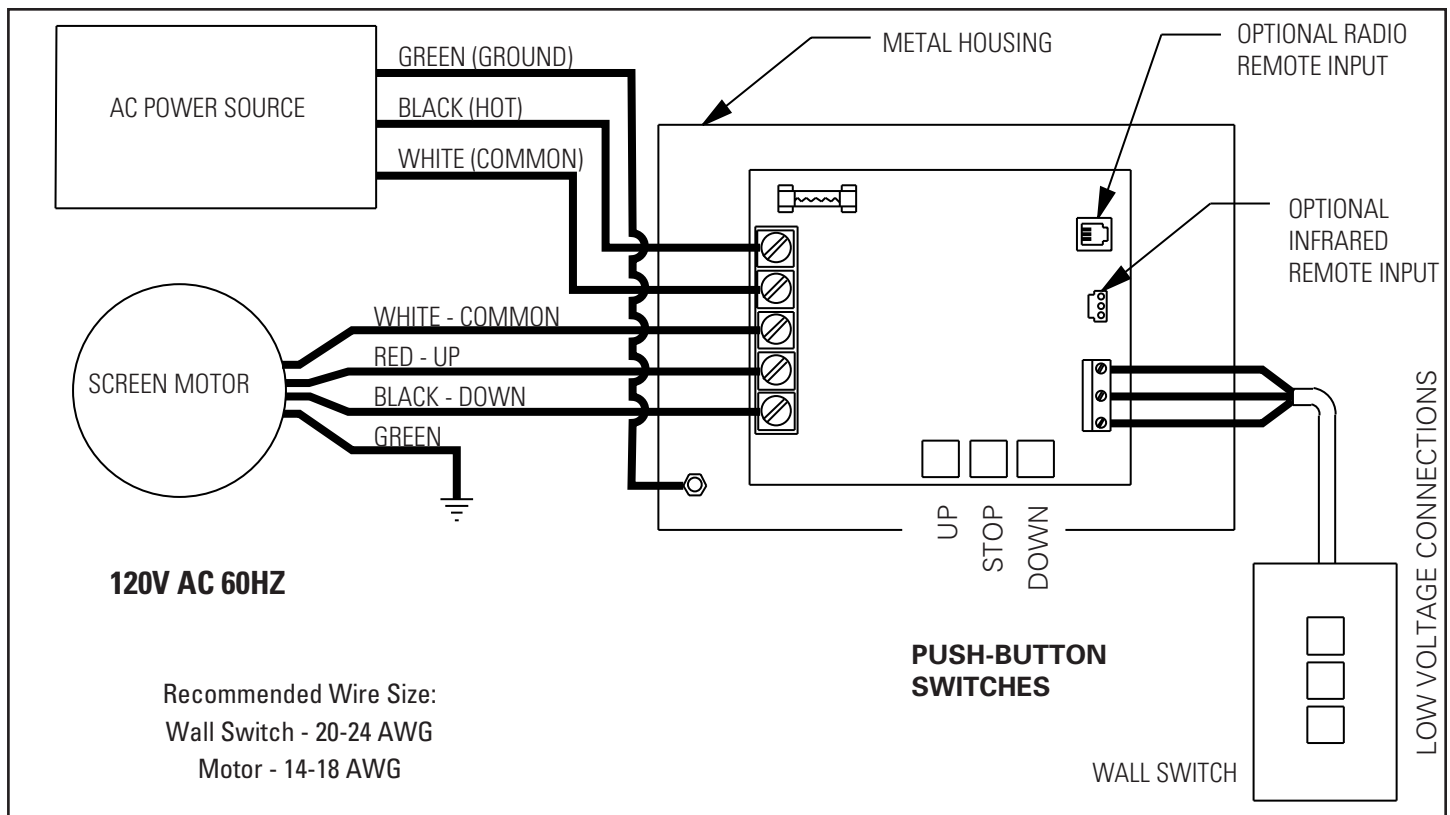 AC POWER SOURCE
GREEN (GROUND)
BLACK (HOT)
WHITE (COMMON)
METAL HOUSING
OPTIONAL RADIO
REMOTE INPUT
OPTIONAL
INFRARED
REMOTE INPUT
SCREEN MOTOR
WHITE - COMMON
RED - UP
BLACK - DOWN
GREEN
UP
STOP
DOWN
120V AC 60HZ
PUSH-BUTTON
SWITCHES
Recommended Wire Size:
Wall Switch - 20-24 AWG
Motor - 14-18 AWG
WALL SWITCH
LOW VOLTAGE CONNECTIONS